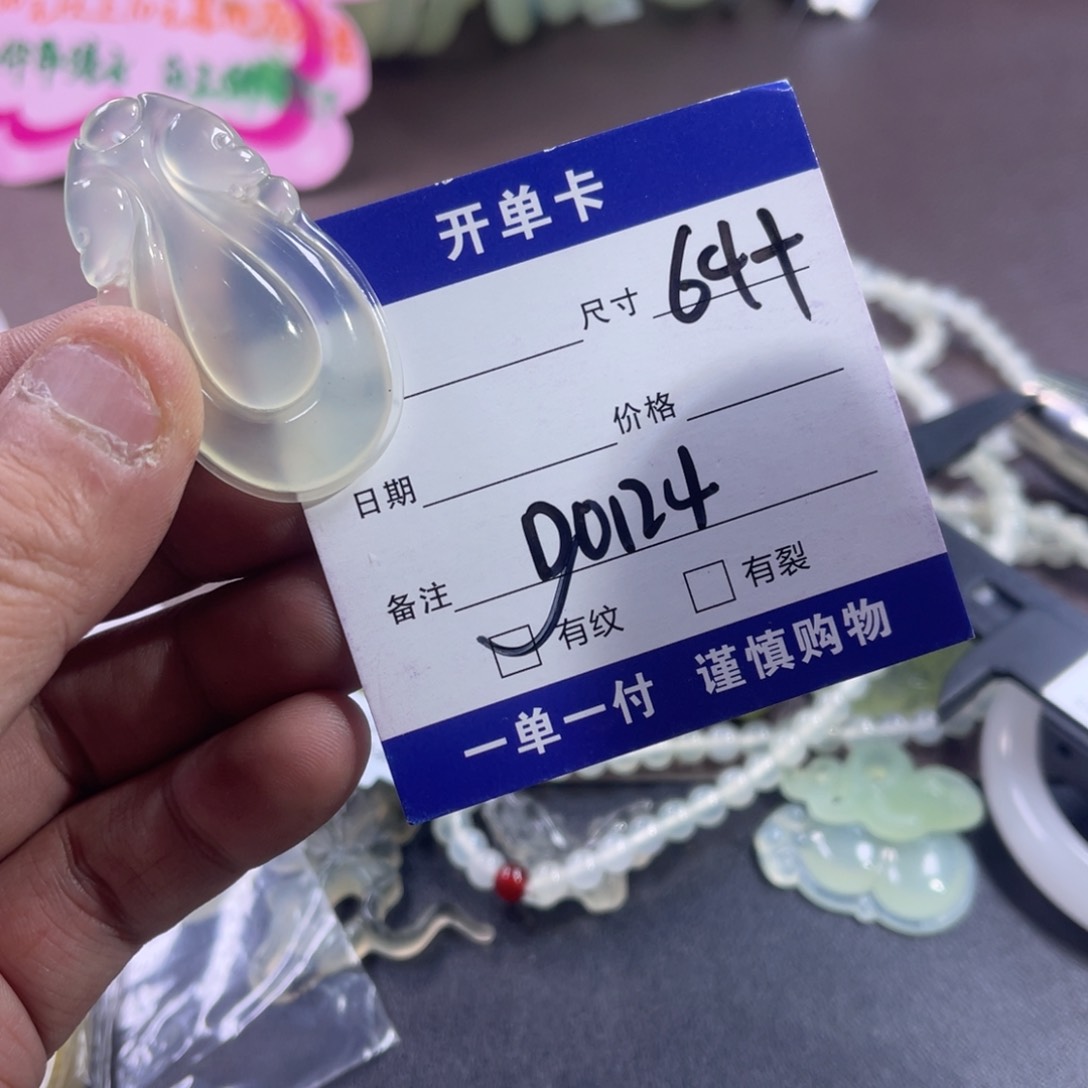 开单卡
尺寸 64+
价格
日期
备注 D0124
有纹 有裂
一单一付 谨慎购物